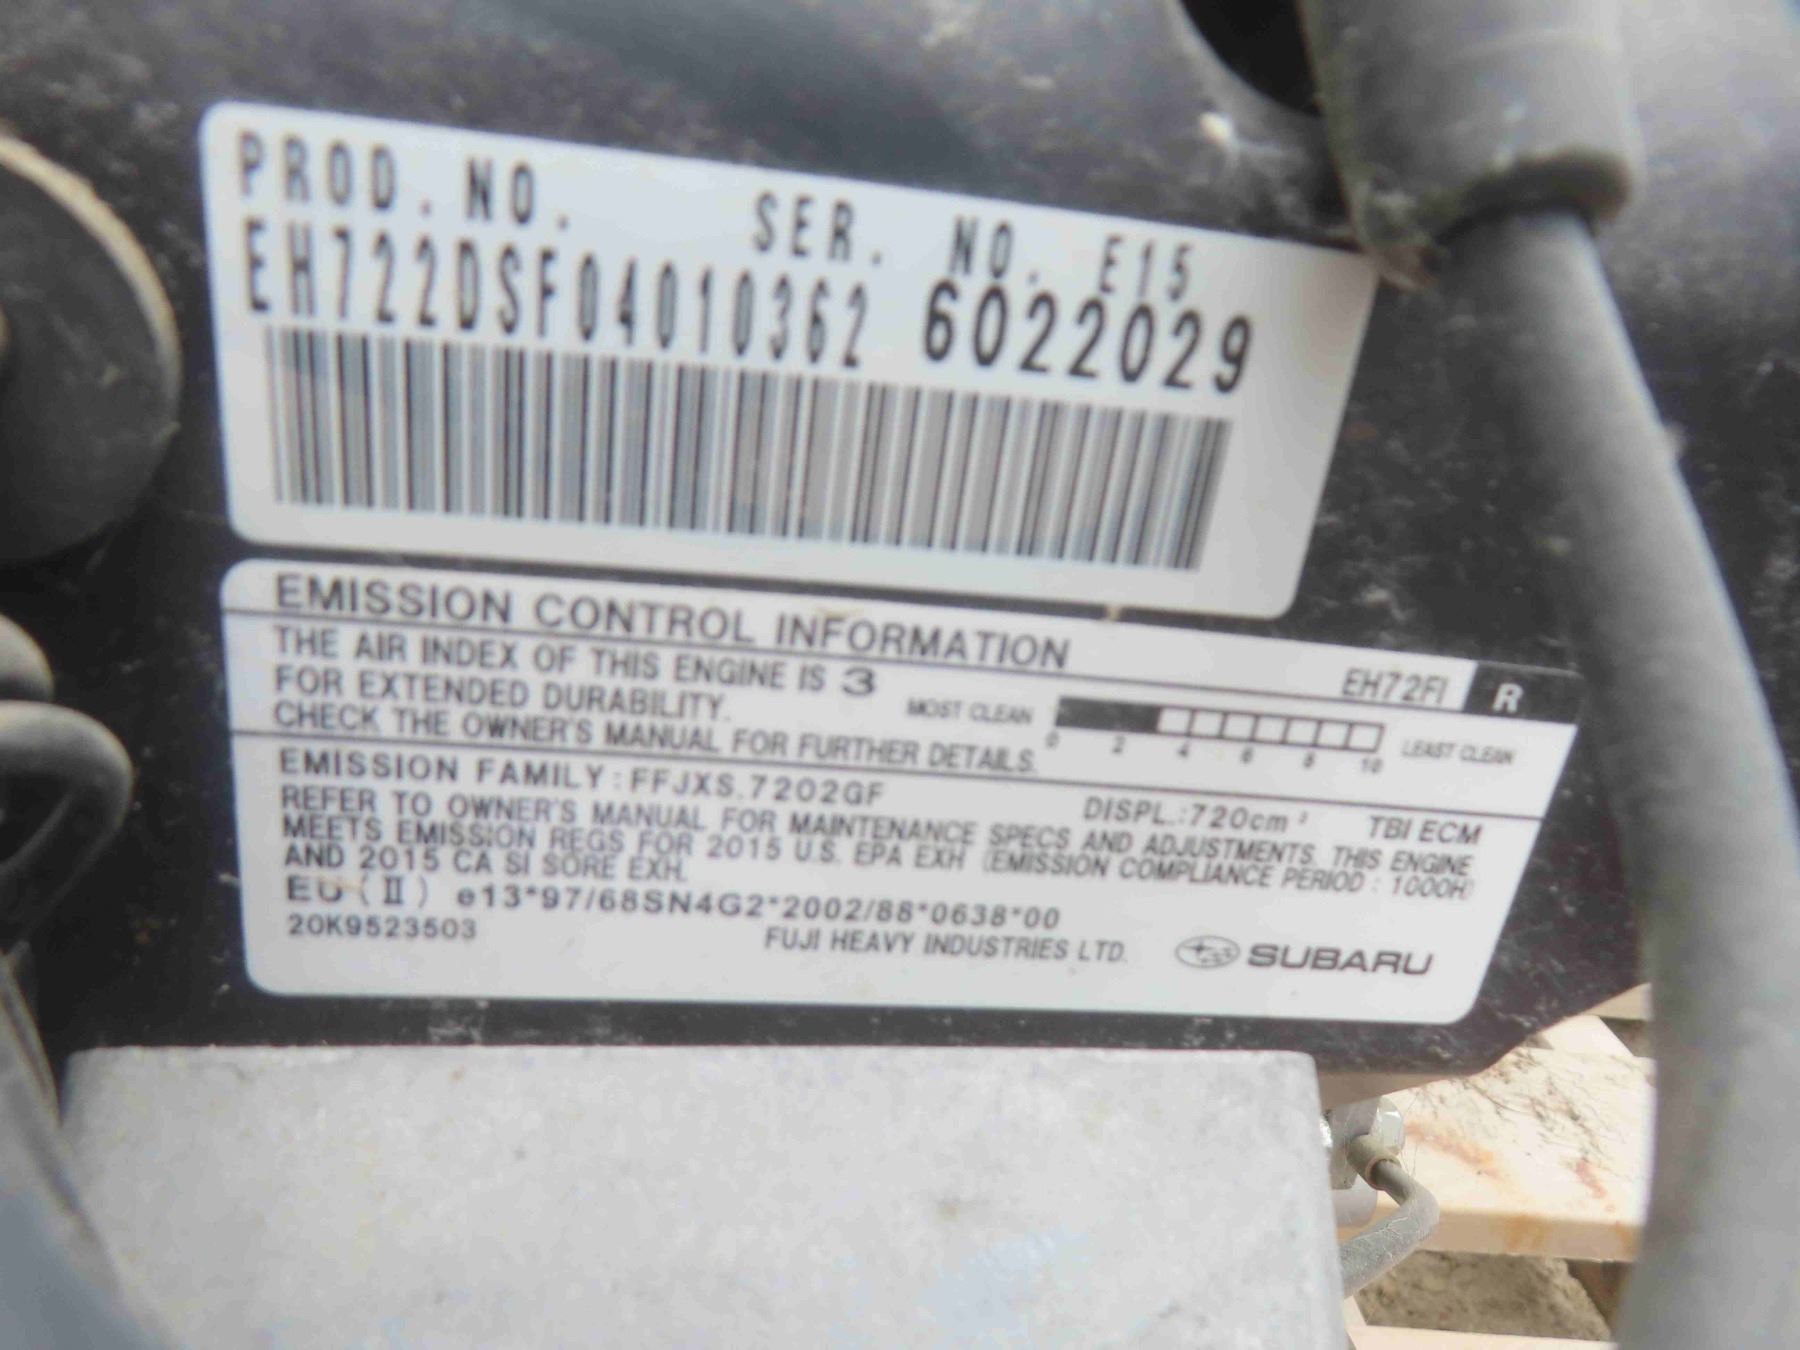 PROD. NO. SER. NO. E15
EH722DSF04010362 6022029
EMISSION CONTROL INFORMATION EH72FI R
THE AIR INDEX OF THIS ENGINE IS 3
FOR EXTENDED DURABILITY.
CHECK THE OWNER'S MANUAL FOR FURTHER DETAILS.
MOST CLEAN LEAST CLEAN
0 2 4 6 8 10
EMISSION FAMILY : FFJXS.7202GF DISPL.:720cm³ TBI ECM
REFER TO OWNER'S MANUAL FOR MAINTENANCE SPECS AND ADJUSTMENTS. THIS ENGINE
MEETS EMISSION REGS FOR 2015 U.S. EPA EXH (EMISSION COMPLIANCE PERIOD : 1000H)
AND 2015 CA SI SORE EXH.
EU (II) e13*97/68SN4G2*2002/88*0638*00
20K9523503 FUJI HEAVY INDUSTRIES LTD. SUBARU